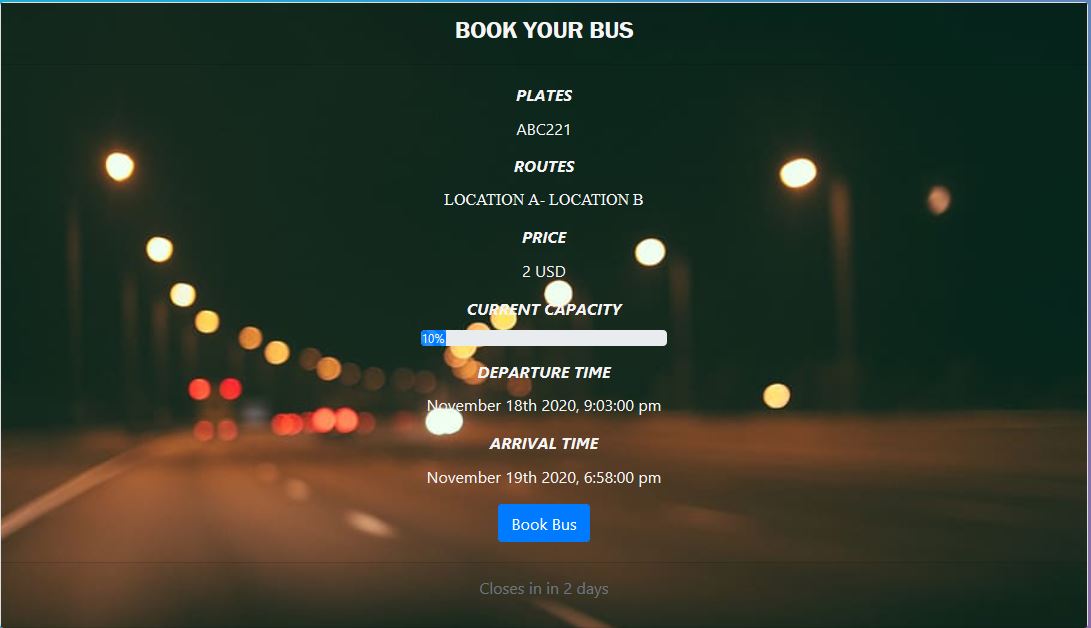 BOOK YOUR BUS
PLATES
ABC221
ROUTES
LOCATION A- LOCATION B
PRICE
2 USD
CURRENT CAPACITY
10%
DEPARTURE TIME
November 18th 2020, 9:03:00 pm
ARRIVAL TIME
November 19th 2020, 6:58:00 pm
Book Bus
Closes in in 2 days